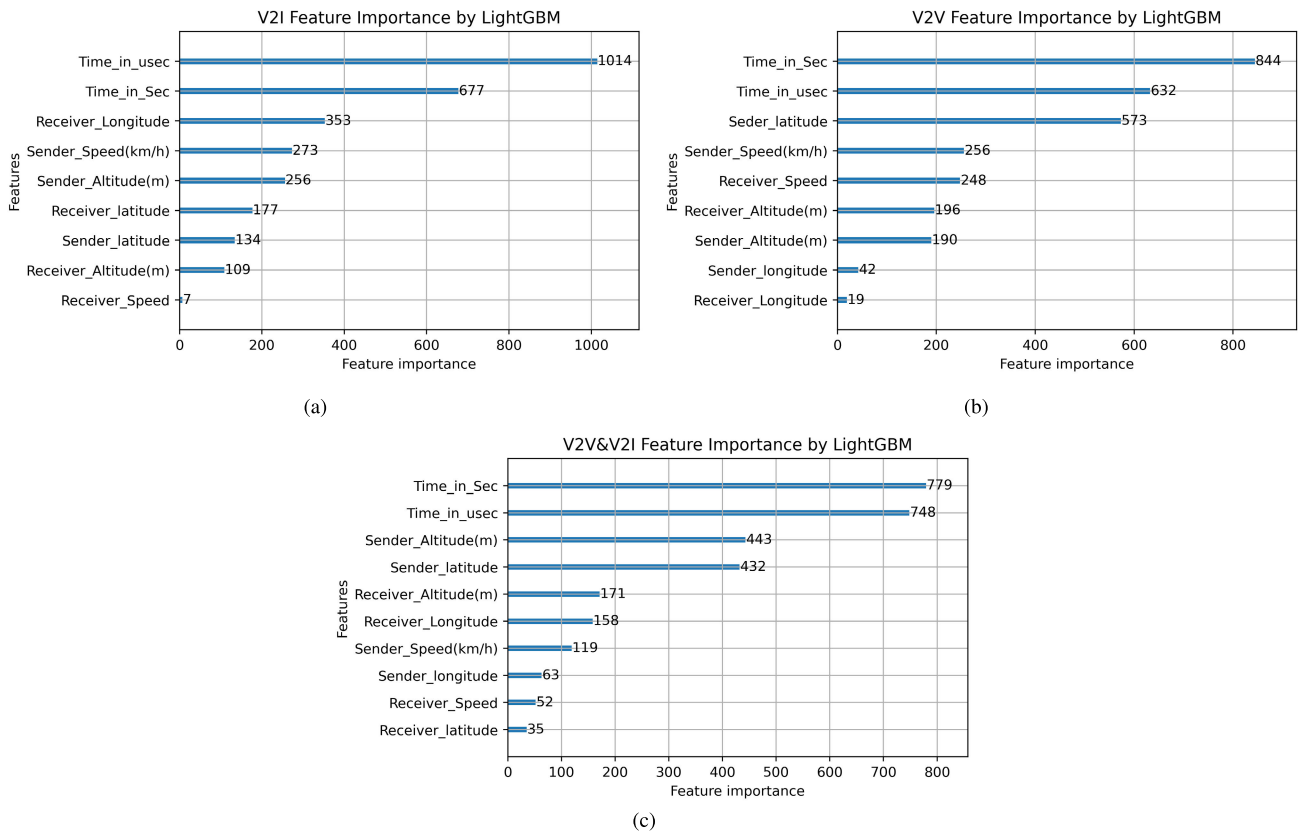 V2I Feature Importance by LightGBM
Features
Time_in_usec 1014
Time_in_Sec 677
Receiver_Longitude 353
Sender_Speed(km/h) 273
Sender_Altitude(m) 256
Receiver_latitude 177
Sender_latitude 134
Receiver_Altitude(m) 109
Receiver_Speed 7
0 200 400 600 800 1000
Feature importance
(a)
V2V Feature Importance by LightGBM
Features
Time_in_Sec 844
Time_in_usec 632
Seder_latitude 573
Sender_Speed(km/h) 256
Receiver_Speed 248
Receiver_Altitude(m) 196
Sender_Altitude(m) 190
Sender_longitude 42
Receiver_Longitude 19
0 200 400 600 800
Feature importance
(b)
V2V&V2I Feature Importance by LightGBM
Features
Time_in_Sec 779
Time_in_usec 748
Sender_Altitude(m) 443
Sender_latitude 432
Receiver_Altitude(m) 171
Receiver_Longitude 158
Sender_Speed(km/h) 119
Sender_longitude 63
Receiver_Speed 52
Receiver_latitude 35
0 100 200 300 400 500 600 700 800
Feature importance
(c)